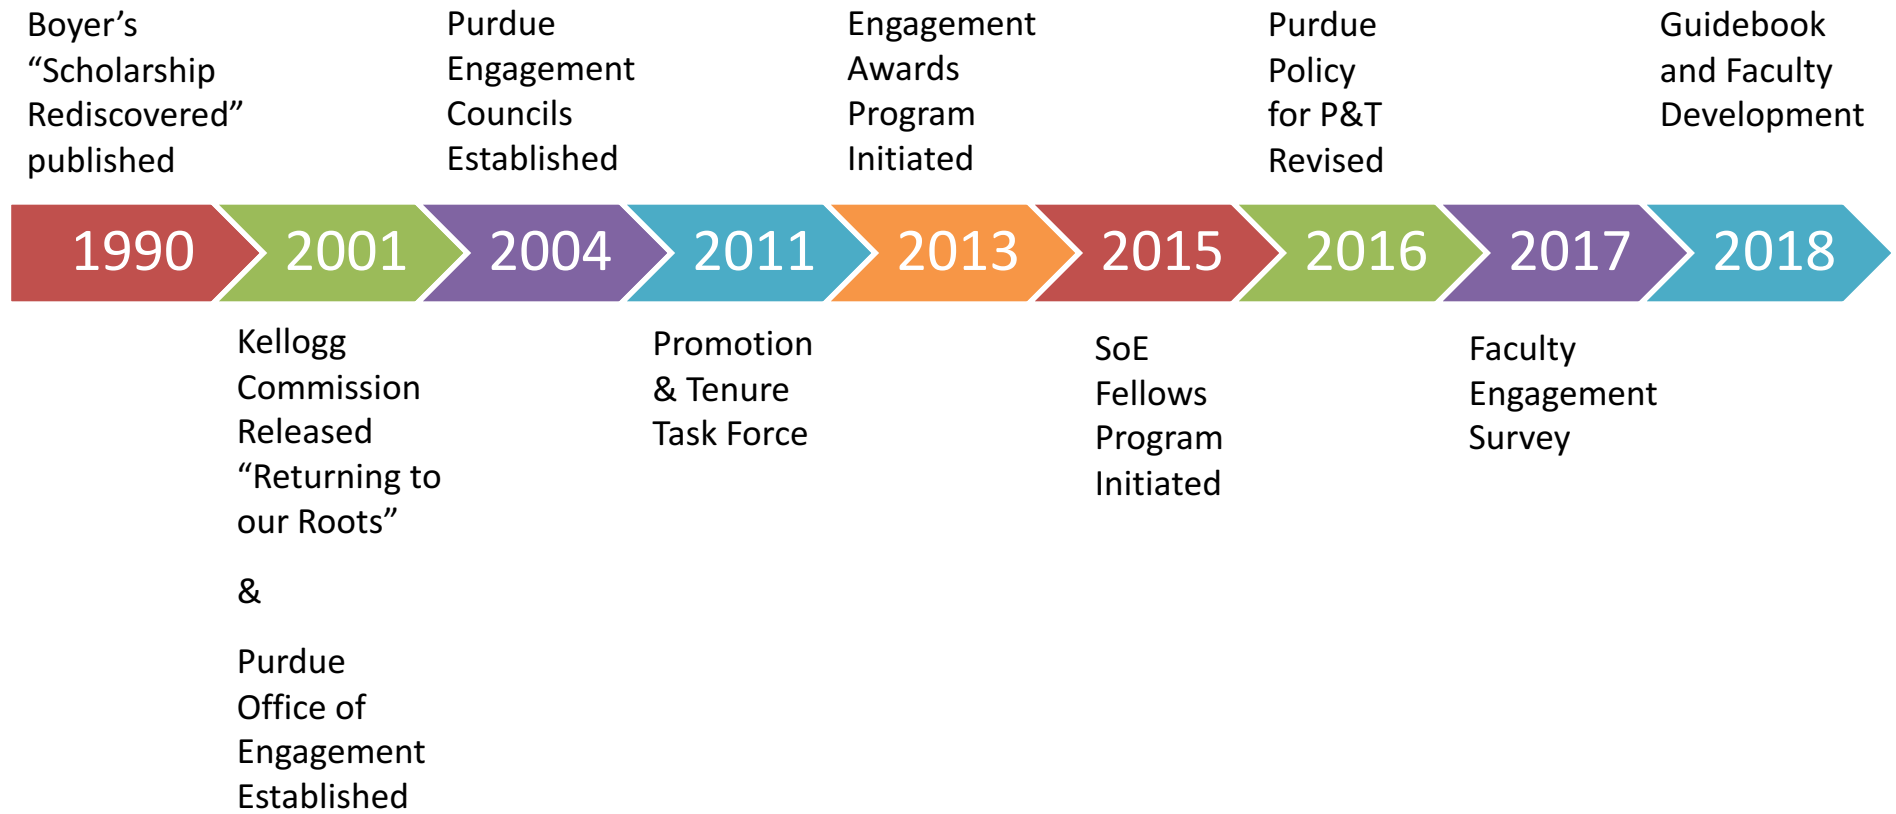 Boyer’s
“Scholarship
Rediscovered”
published
Purdue
Engagement
Councils
Established
Engagement
Awards
Program
Initiated
Purdue
Policy
for P&T
Revised
Guidebook
and Faculty
Development
1990
2001
2004
2011
2013
2015
2016
2017
2018
Kellogg
Commission
Released
“Returning to
our Roots”
&
Purdue
Office of
Engagement
Established
Promotion
& Tenure
Task Force
SoE
Fellows
Program
Initiated
Faculty
Engagement
Survey